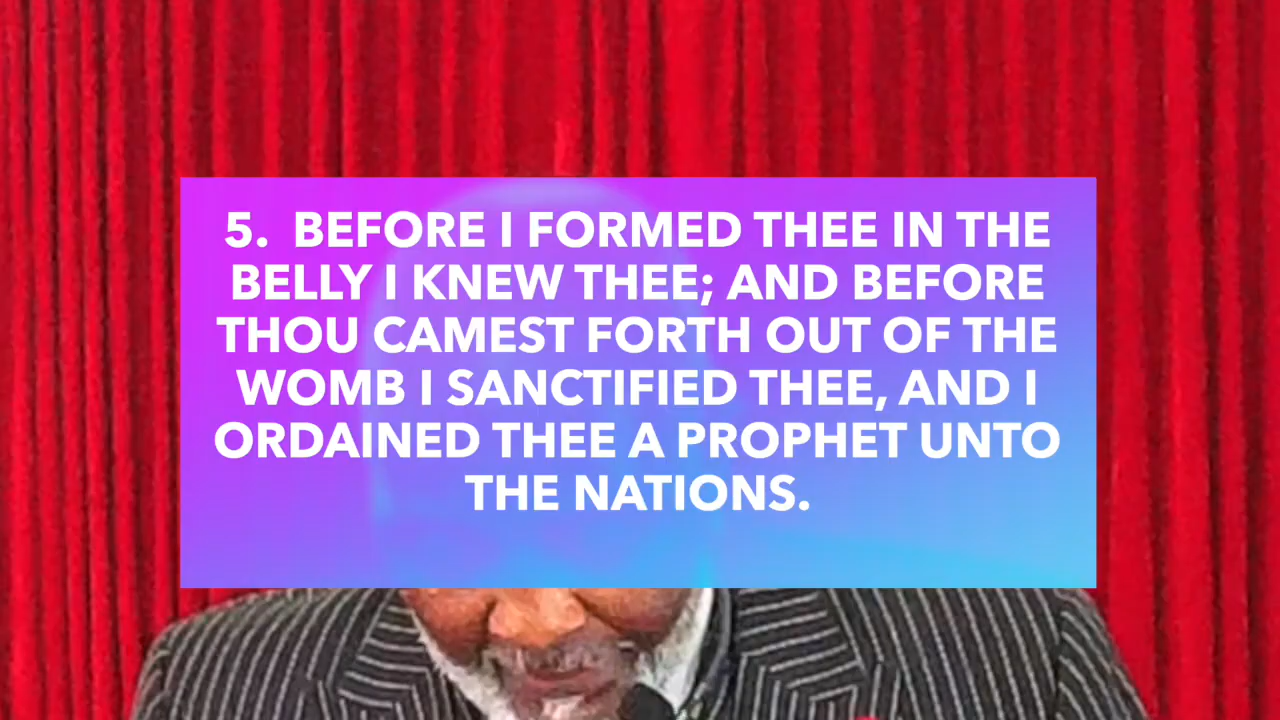 5. BEFORE I FORMED THEE IN THE
BELLY I KNEW THEE; AND BEFORE
THOU CAMEST FORTH OUT OF THE
WOMB I SANCTIFIED THEE, AND I
ORDAINED THEE A PROPHET UNTO
THE NATIONS.